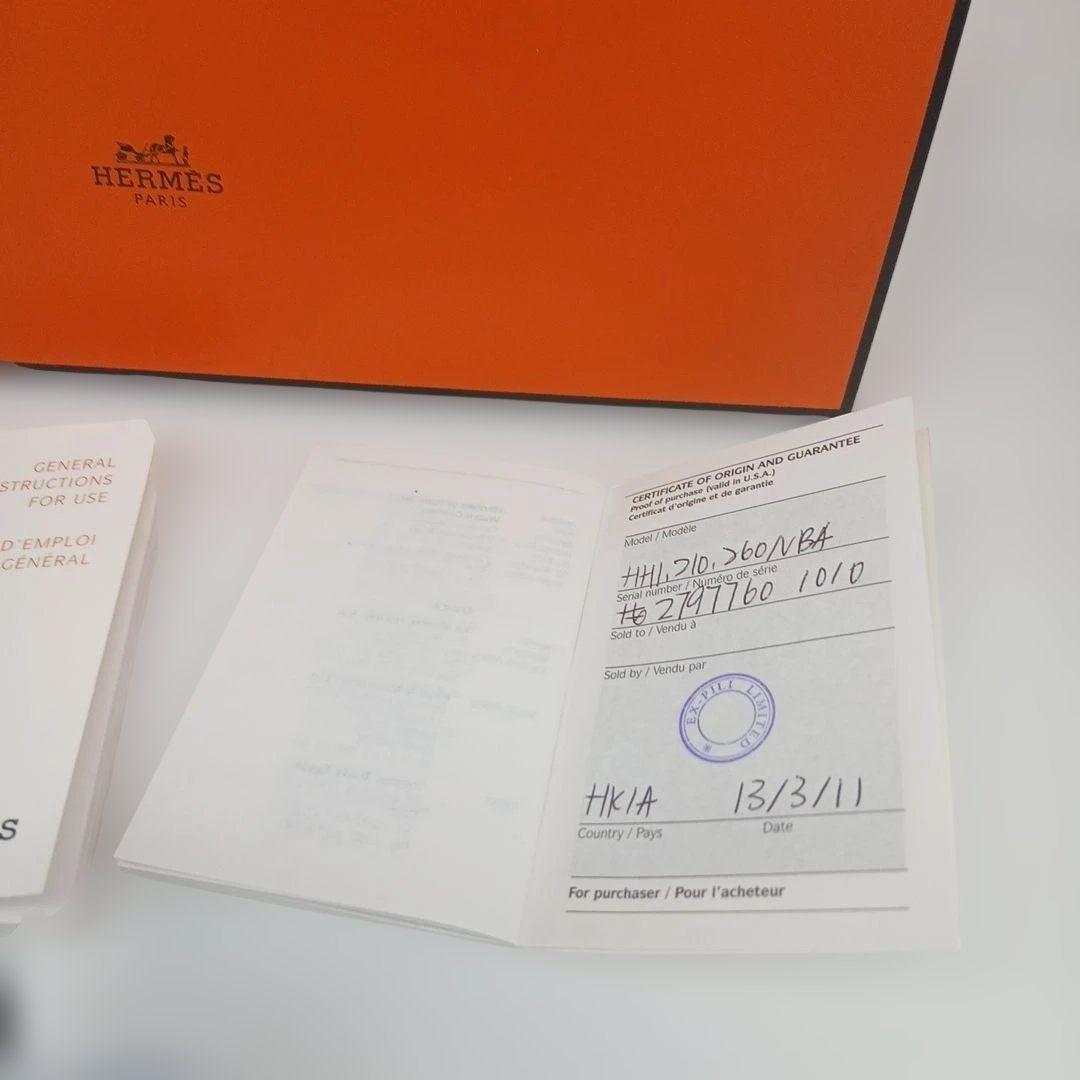 HERMÈS
PARIS
GENERAL
STRUCTIONS
FOR USE
D'EMPLOI
GÉNÉRAL
S
CERTIFICATE OF ORIGIN AND GUARANTEE
Proof of purchase (valid in U.S.A.)
Certificat d'origine et de garantie
Model / Modèle
HH1.210.260/VBA
Serial number / Numéro de série
2797760 1010
Sold to / Vendu à
Sold by / Vendu par
EX-PILI LIMITED *
HKIA 13/3/11
Country / Pays Date
For purchaser / Pour l'acheteur